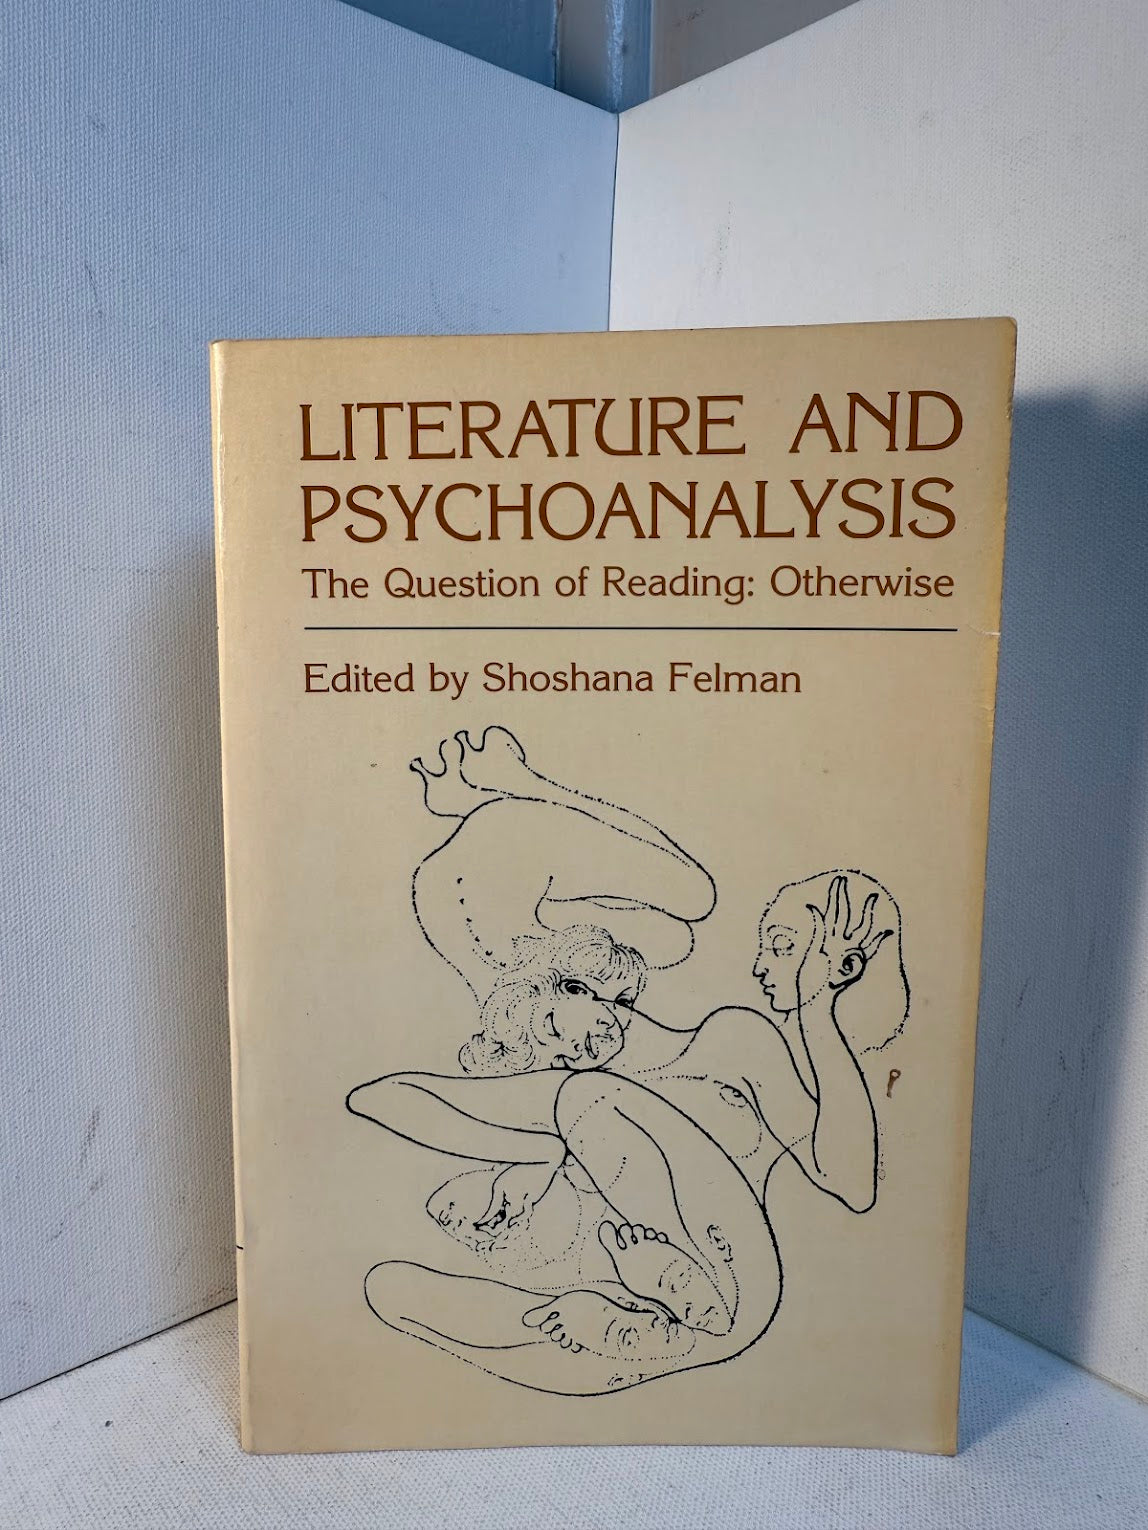 LITERATURE AND
PSYCHOANALYSIS
The Question of Reading: Otherwise
Edited by Shoshana Felman